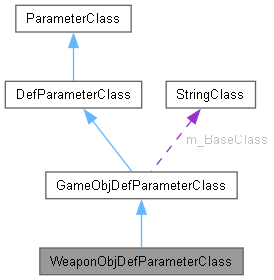 ParameterClass
DefParameterClass
StringClass
m_BaseClass
GameObjDefParameterClass
WeaponObjDefParameterClass